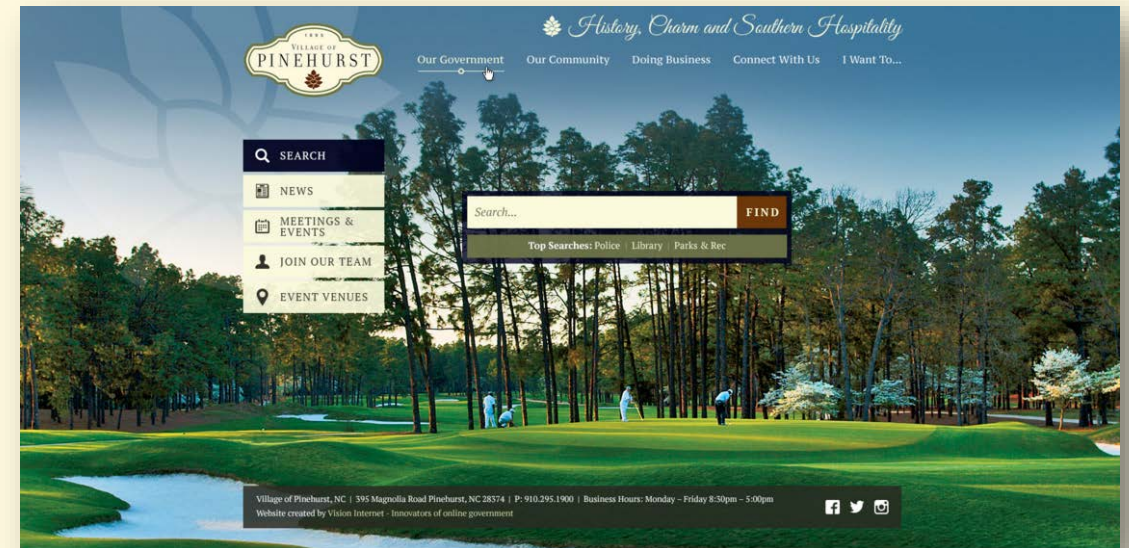 1895
VILLAGE OF
PINEHURST
History, Charm and Southern Hospitality
Our Government Our Community Doing Business Connect With Us I Want To...
SEARCH
NEWS
MEETINGS &
EVENTS
JOIN OUR TEAM
EVENT VENUES
Search... FIND
Top Searches: Police | Library | Parks & Rec
Village of Pinehurst, NC | 395 Magnolia Road Pinehurst, NC 28374 | P: 910.295.1900 | Business Hours: Monday – Friday 8:30pm – 5:00pm
Website created by Vision Internet - Innovators of online government